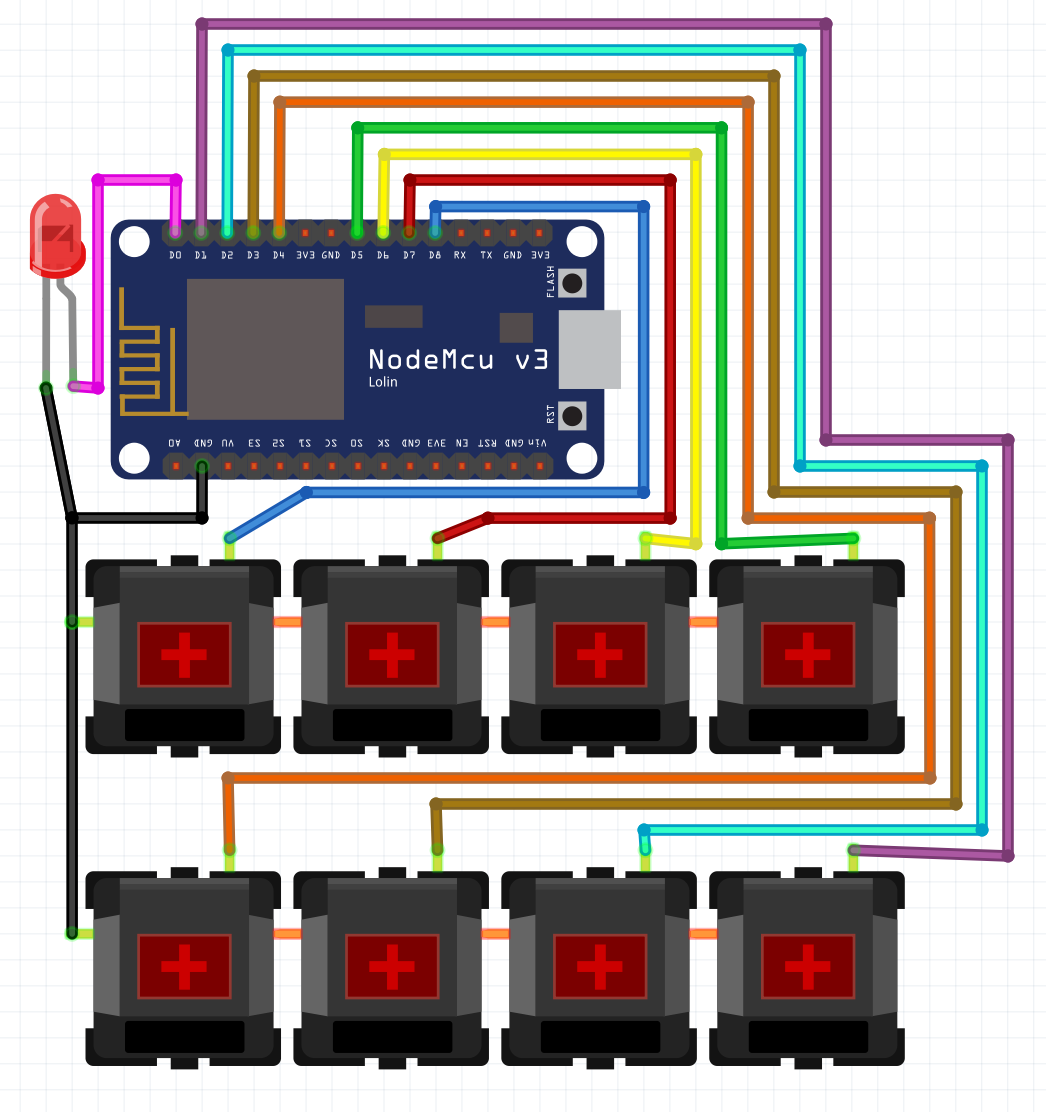 D0 D1 D2 D3 D4 3V3 GND D5 D6 D7 D8 RX TX GND 3V3
FLASH
NodeMcu v3
Lolin
RST
A0 GND VU S3 S2 S1 SC S0 SK GND 3V3 EN RST GND Vin